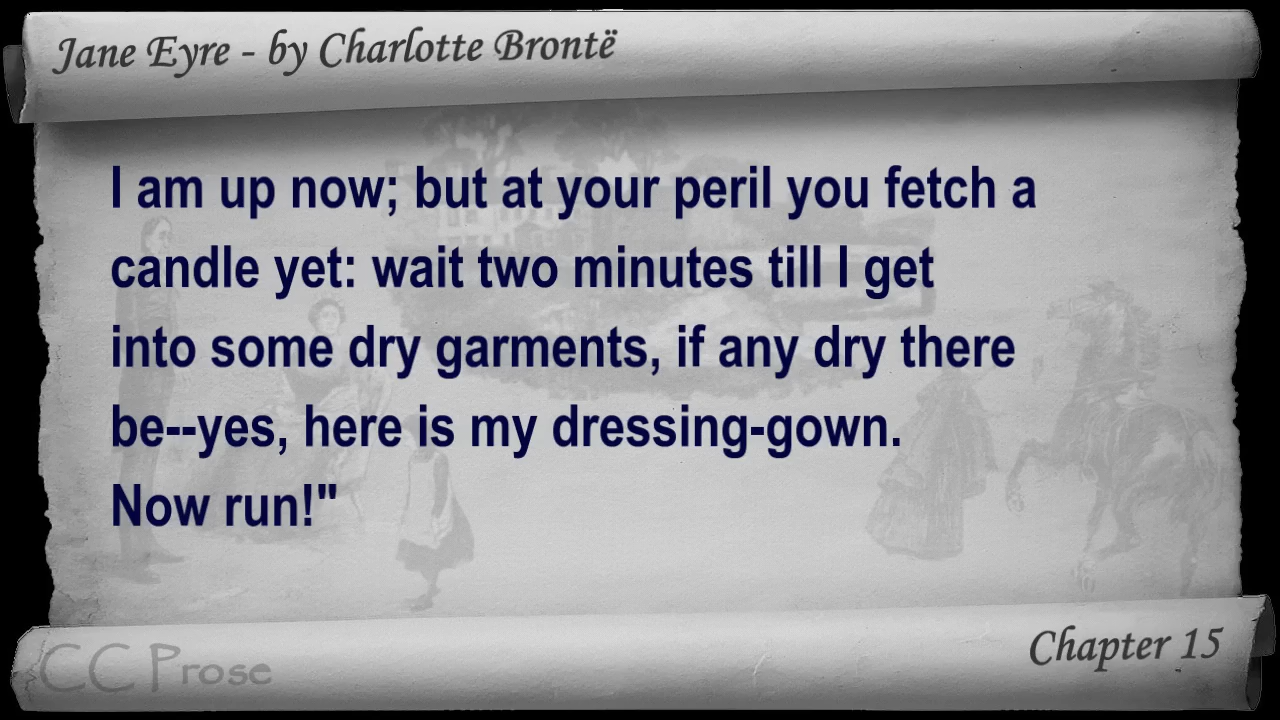 Jane Eyre - by Charlotte Brontë
I am up now; but at your peril you fetch a
candle yet: wait two minutes till I get
into some dry garments, if any dry there
be--yes, here is my dressing-gown.
Now run!"
CC Prose
Chapter 15